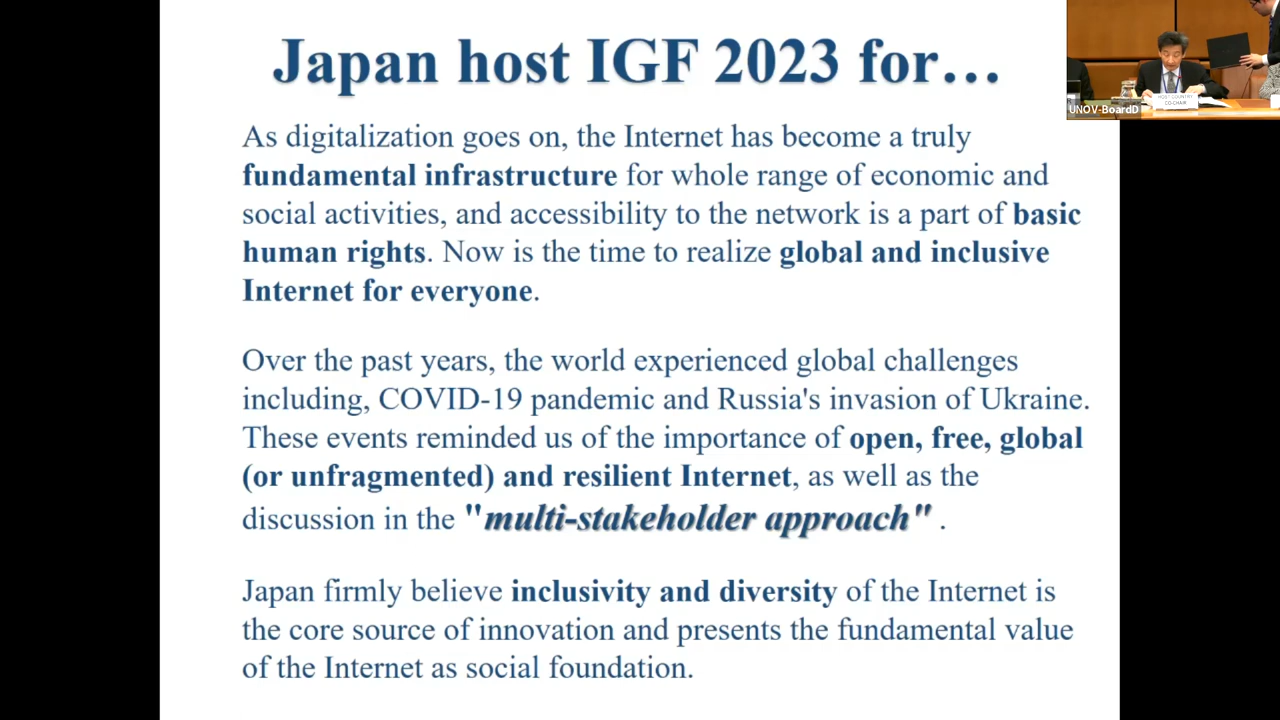 Japan host IGF 2023 for…
As digitalization goes on, the Internet has become a truly
fundamental infrastructure for whole range of economic and
social activities, and accessibility to the network is a part of basic
human rights. Now is the time to realize global and inclusive
Internet for everyone.
Over the past years, the world experienced global challenges
including, COVID-19 pandemic and Russia's invasion of Ukraine.
These events reminded us of the importance of open, free, global
(or unfragmented) and resilient Internet, as well as the
discussion in the "multi-stakeholder approach" .
Japan firmly believe inclusivity and diversity of the Internet is
the core source of innovation and presents the fundamental value
of the Internet as social foundation.
HOST COUNTRY
CO-CHAIR
UNOV-BoardD